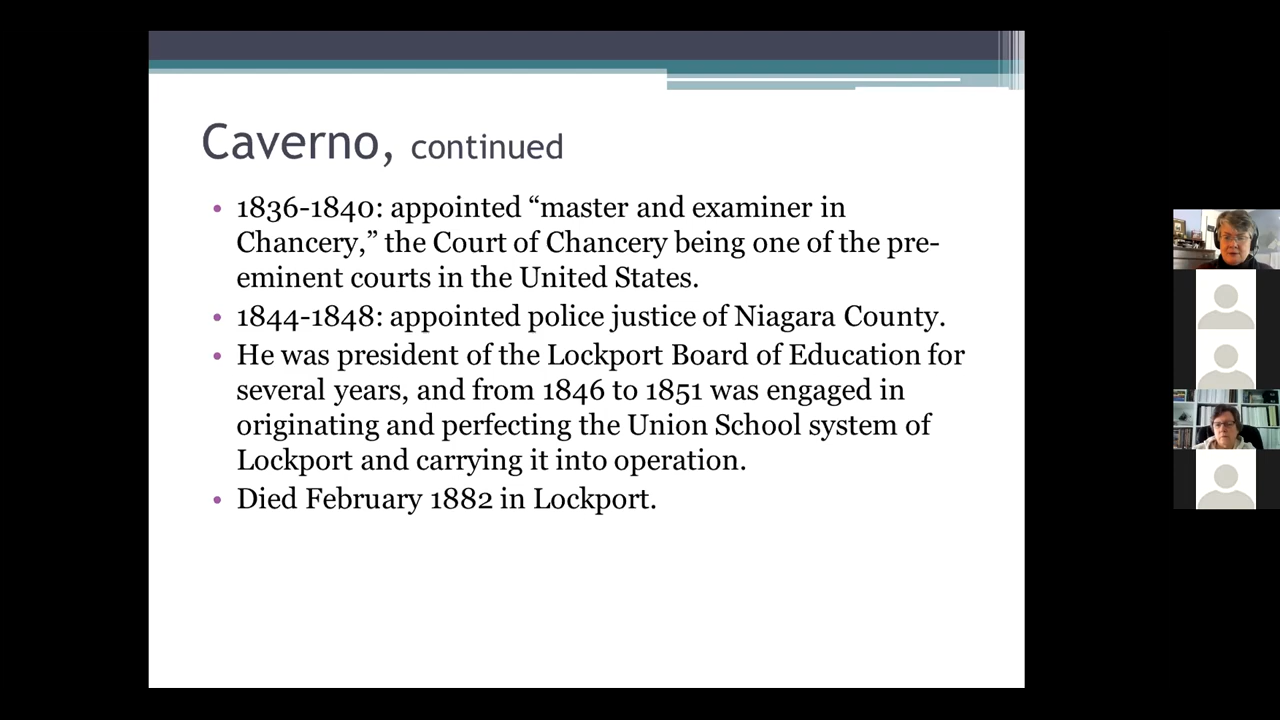 Caverno, continued
• 1836-1840: appointed “master and examiner in
Chancery,” the Court of Chancery being one of the pre-
eminent courts in the United States.
• 1844-1848: appointed police justice of Niagara County.
• He was president of the Lockport Board of Education for
several years, and from 1846 to 1851 was engaged in
originating and perfecting the Union School system of
Lockport and carrying it into operation.
• Died February 1882 in Lockport.